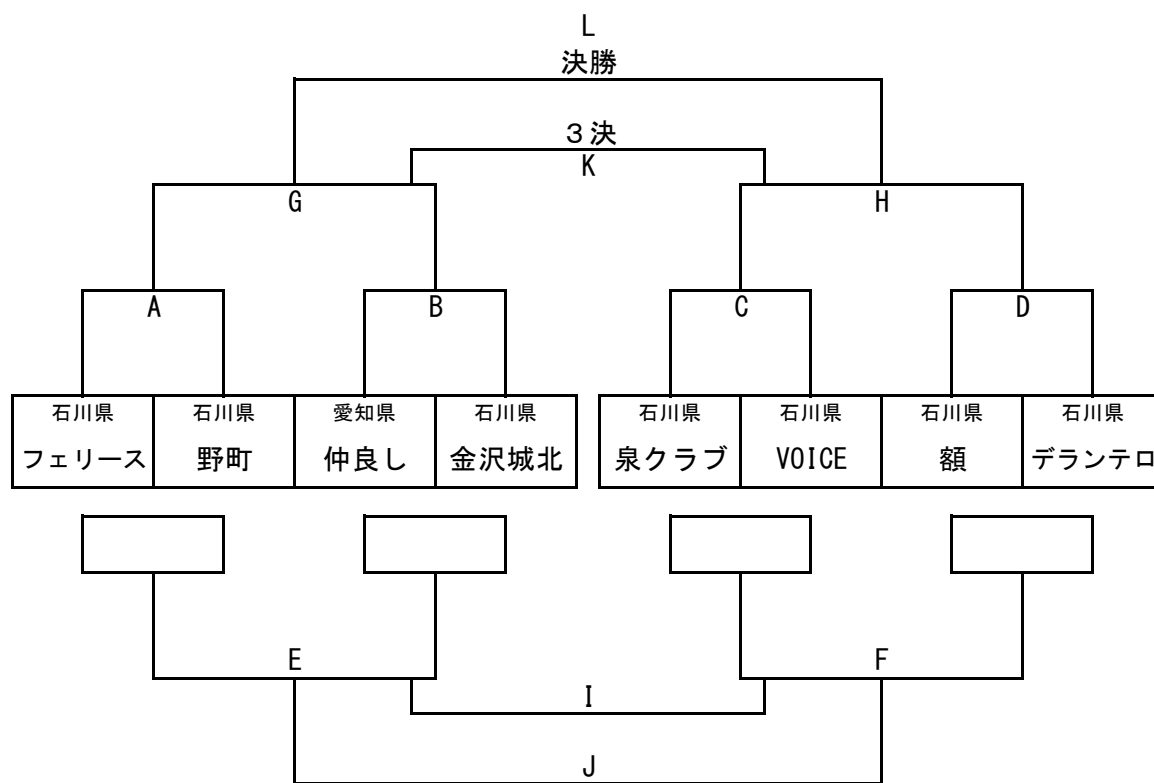 L
決勝
３決
K
G
H
A
B
C
D
石川県
石川県
愛知県
石川県
石川県
石川県
石川県
石川県
フェリース
野町
仲良し
金沢城北
泉クラブ
VOICE
額
デランテロ
E
F
I
J